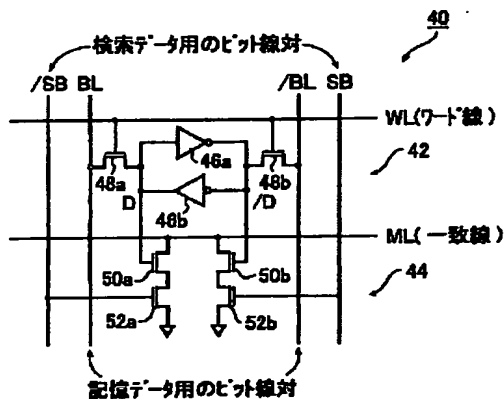 40
検索データ用のビット線対
/SB BL /BL SB
WL(ワード線)
46a
42
48a 48b
D /D
46b
ML(一致線)
50a 50b
44
52a 52b
記憶データ用のビット線対